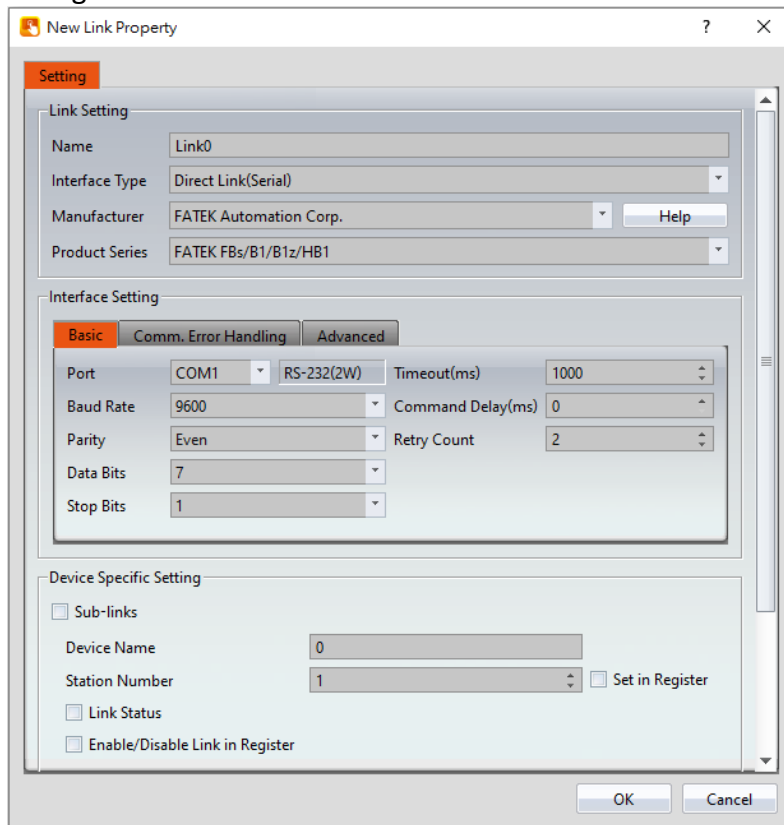 New Link Property ?
Setting
Link Setting
Name Link0
Interface Type Direct Link(Serial)
Manufacturer FATEK Automation Corp. Help
Product Series FATEK FBs/B1/B1z/HB1
Interface Setting
Basic Comm. Error Handling Advanced
Port COM1 RS-232(2W) Timeout(ms) 1000
Baud Rate 9600 Command Delay(ms) 0
Parity Even Retry Count 2
Data Bits 7
Stop Bits 1
Device Specific Setting
Sub-links
Device Name 0
Station Number 1 Set in Register
Link Status
Enable/Disable Link in Register
OK Cancel